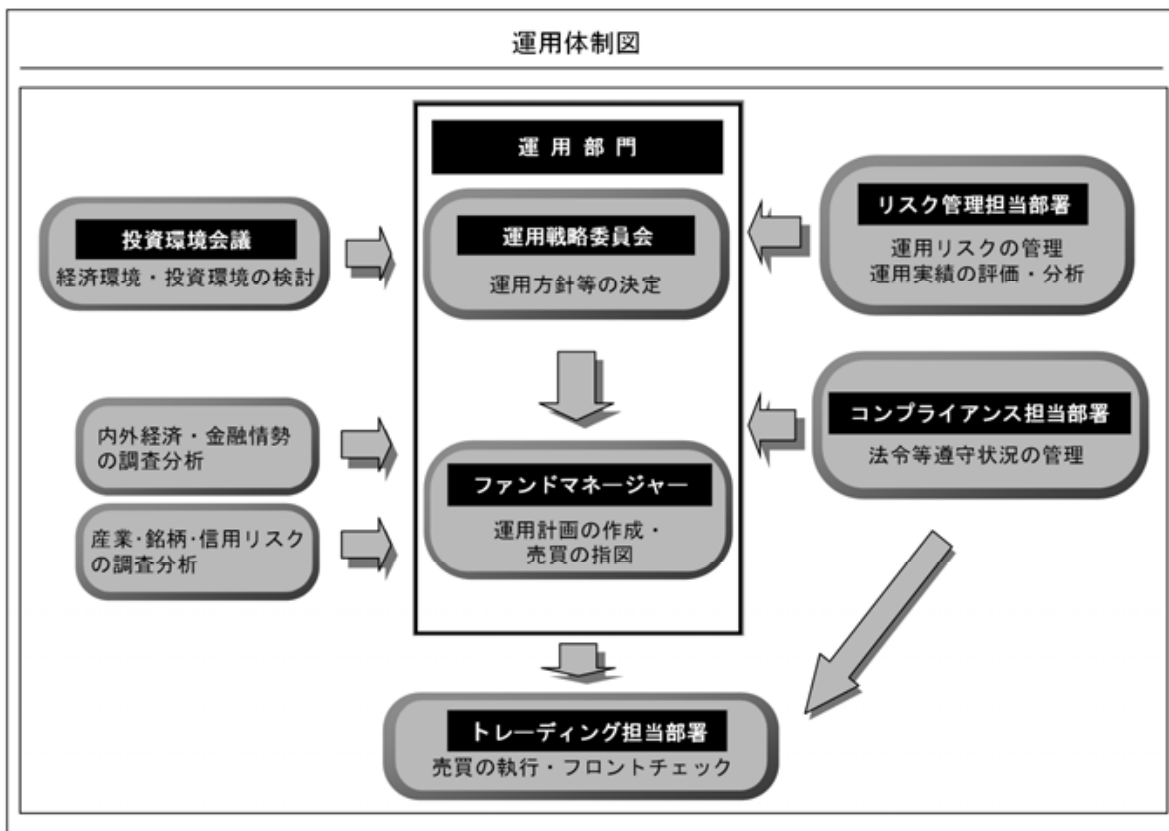 運用体制図
運用部門
投資環境会議
経済環境・投資環境の検討
運用戦略委員会
運用方針等の決定
リスク管理担当部署
運用リスクの管理
運用実績の評価・分析
内外経済・金融情勢
の調査分析
産業・銘柄・信用リスク
の調査分析
ファンドマネージャー
運用計画の作成・
売買の指図
コンプライアンス担当部署
法令等遵守状況の管理
トレーディング担当部署
売買の執行・フロントチェック